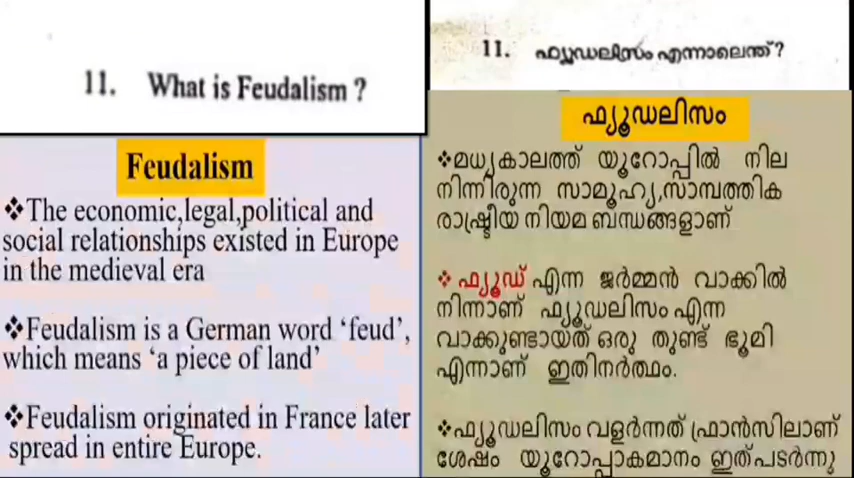 11. What is Feudalism ?
Feudalism
❖The economic,legal,political and
social relationships existed in Europe
in the medieval era
❖Feudalism is a German word ‘feud’,
which means ‘a piece of land’
❖Feudalism originated in France later
spread in entire Europe.
11. ഫ്യൂഡലിസം എന്നാലെന്ത്?
ഫ്യൂഡലിസം
❖മധ്യകാലത്ത് യൂറോപ്പിൽ നില
നിന്നിരുന്ന സാമൂഹ്യ,സാമ്പത്തിക
രാഷ്ട്രീയ നിയമ ബന്ധങ്ങളാണ്
❖ ഫ്യൂഡ് എന്ന ജർമ്മൻ വാക്കിൽ
നിന്നാണ് ഫ്യൂഡലിസം എന്ന
വാക്കുണ്ടായത് ഒരു തുണ്ട് ഭൂമി
എന്നാണ് ഇതിനർത്ഥം.
❖ഫ്യൂഡലിസം വളർന്നത് ഫ്രാൻസിലാണ്
ശേഷം യൂറോപ്പാകമാനം ഇത്പടർന്നു